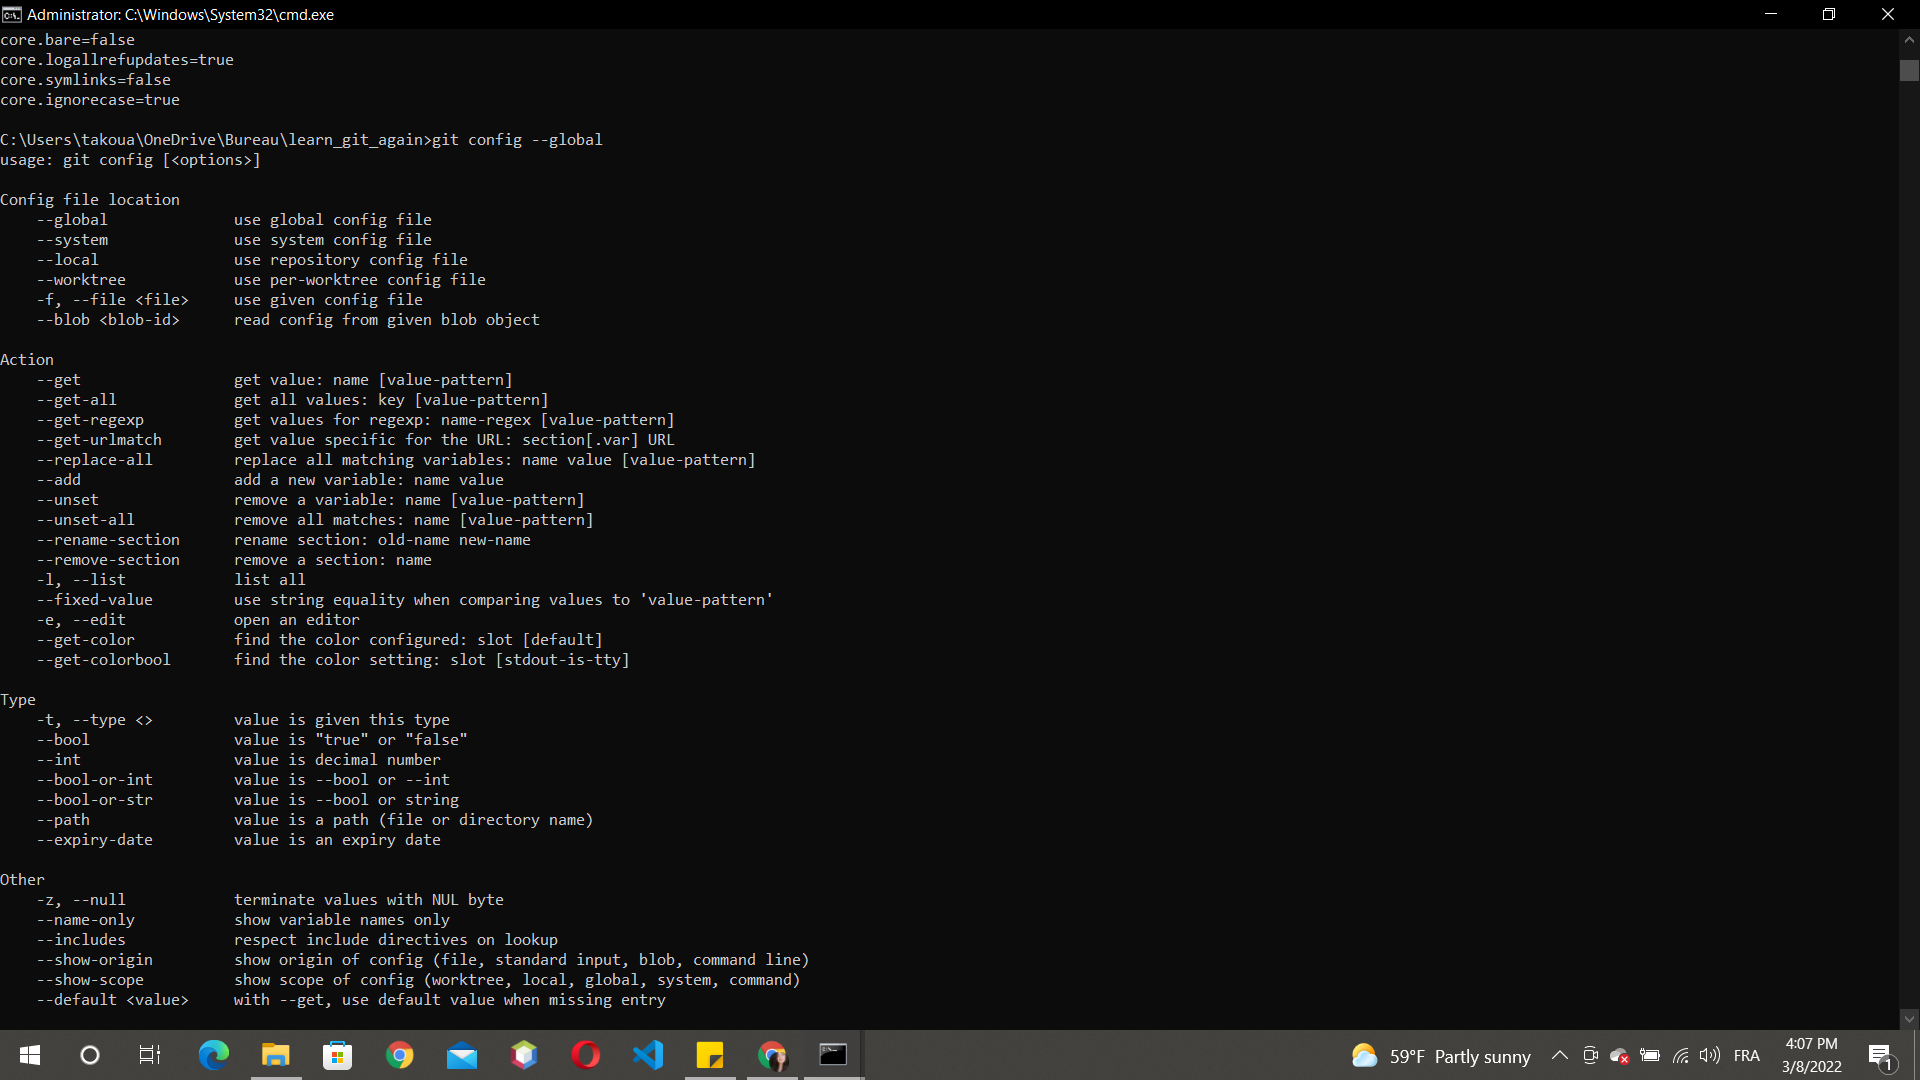 Administrator: C:\Windows\System32\cmd.exe
core.bare=false
core.logallrefupdates=true
core.symlinks=false
core.ignorecase=true
C:\Users\takoua\OneDrive\Bureau\learn_git_again>git config --global
usage: git config [<options>]
Config file location
    --global              use global config file
    --system              use system config file
    --local               use repository config file
    --worktree            use per-worktree config file
    -f, --file <file>     use given config file
    --blob <blob-id>      read config from given blob object
Action
    --get                 get value: name [value-pattern]
    --get-all             get all values: key [value-pattern]
    --get-regexp          get values for regexp: name-regex [value-pattern]
    --get-urlmatch        get value specific for the URL: section[.var] URL
    --replace-all         replace all matching variables: name value [value-pattern]
    --add                 add a new variable: name value
    --unset               remove a variable: name [value-pattern]
    --unset-all           remove all matches: name [value-pattern]
    --rename-section      rename section: old-name new-name
    --remove-section      remove a section: name
    -l, --list            list all
    --fixed-value         use string equality when comparing values to 'value-pattern'
    -e, --edit            open an editor
    --get-color           find the color configured: slot [default]
    --get-colorbool       find the color setting: slot [stdout-is-tty]
Type
    -t, --type <>         value is given this type
    --bool                value is "true" or "false"
    --int                 value is decimal number
    --bool-or-int         value is --bool or --int
    --bool-or-str         value is --bool or string
    --path                value is a path (file or directory name)
    --expiry-date         value is an expiry date
Other
    -z, --null            terminate values with NUL byte
    --name-only           show variable names only
    --includes            respect include directives on lookup
    --show-origin         show origin of config (file, standard input, blob, command line)
    --show-scope          show scope of config (worktree, local, global, system, command)
    --default <value>     with --get, use default value when missing entry
59°F Partly sunny
FRA
4:07 PM
3/8/2022
1